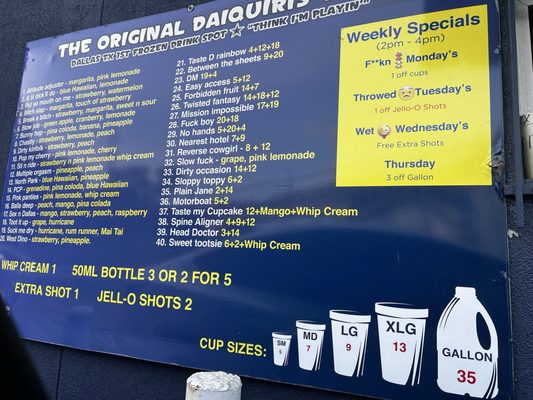 THE ORIGINAL DAIQUIRI
DALLAS TX 1ST FROZEN DRINK SPOT ★ "THINK I'M PLAYIN"
1. Attitude adjuster - margarita, pink lemonade
2. A lil dick'll do - blue Hawaiian, lemonade
3. Put yo mouth on me - strawberry, watermelon
4. Bitch slap - margarita, touch of strawberry
5. Break a bitch - strawberry, margarita, sweet n sour
6. Blow job - green apple, cranberry, lemonade
7. Bunny hop - pina colada, banana, pineapple
8. Chasity - strawberry, lemonade, peach
9. Dirty kinfolk - strawberry, peach
10. Pop my cherry - pink lemonade, cherry
11. Sit n ride - strawberry n pink lemonade whip cream
12. Multiple orgasm - pineapple, peach
13. North Park - blue Hawaiian, pineapple
14. PCP - grenadine, pina colada, blue Hawaiian
15. Pink panties - pink lemonade, grape
16. Balls deep - peach, mango, pina colada
17. Sex n Dallas - mango, strawberry, peach, raspberry
18. Toot it up - grape, hurricane
19. Suck me dry - hurricane, rum runner, Mai Tai
20. West Dino - strawberry, pineapple.
21. Taste D rainbow 4+12+18
22. Between the sheets 9+20
23. DM 19+4
24. Easy access 5+12
25. Forbidden fruit 14+7
26. Twisted fantasy 14+18+12
27. Mission impossible 17+19
28. Fuck boy 20+18
29. No hands 5+20+4
30. Nearest hotel 7+9
31. Reverse cowgirl - 8 + 12
32. Slow fuck - grape, pink lemonade
33. Dirty occasion 14+12
34. Sloppy toppy 6+2
35. Plain Jane 2+14
36. Motorboat 5+2
37. Taste my Cupcake 12+Mango+Whip Cream
38. Spine Aligner 4+9+12
39. Head Doctor 3+14
40. Sweet tootsie 6+2+Whip Cream
Weekly Specials
(2pm - 4pm)
F**kn Monday's
1 off cups
Throwed Tuesday's
1 off Jell-O Shots
Wet Wednesday's
Free Extra Shots
Thursday
3 off Gallon
WHIP CREAM 1 50ML BOTTLE 3 OR 2 FOR 5
EXTRA SHOT 1 JELL-O SHOTS 2
CUP SIZES:
SM
5
MD
7
LG
9
XLG
13
GALLON
35